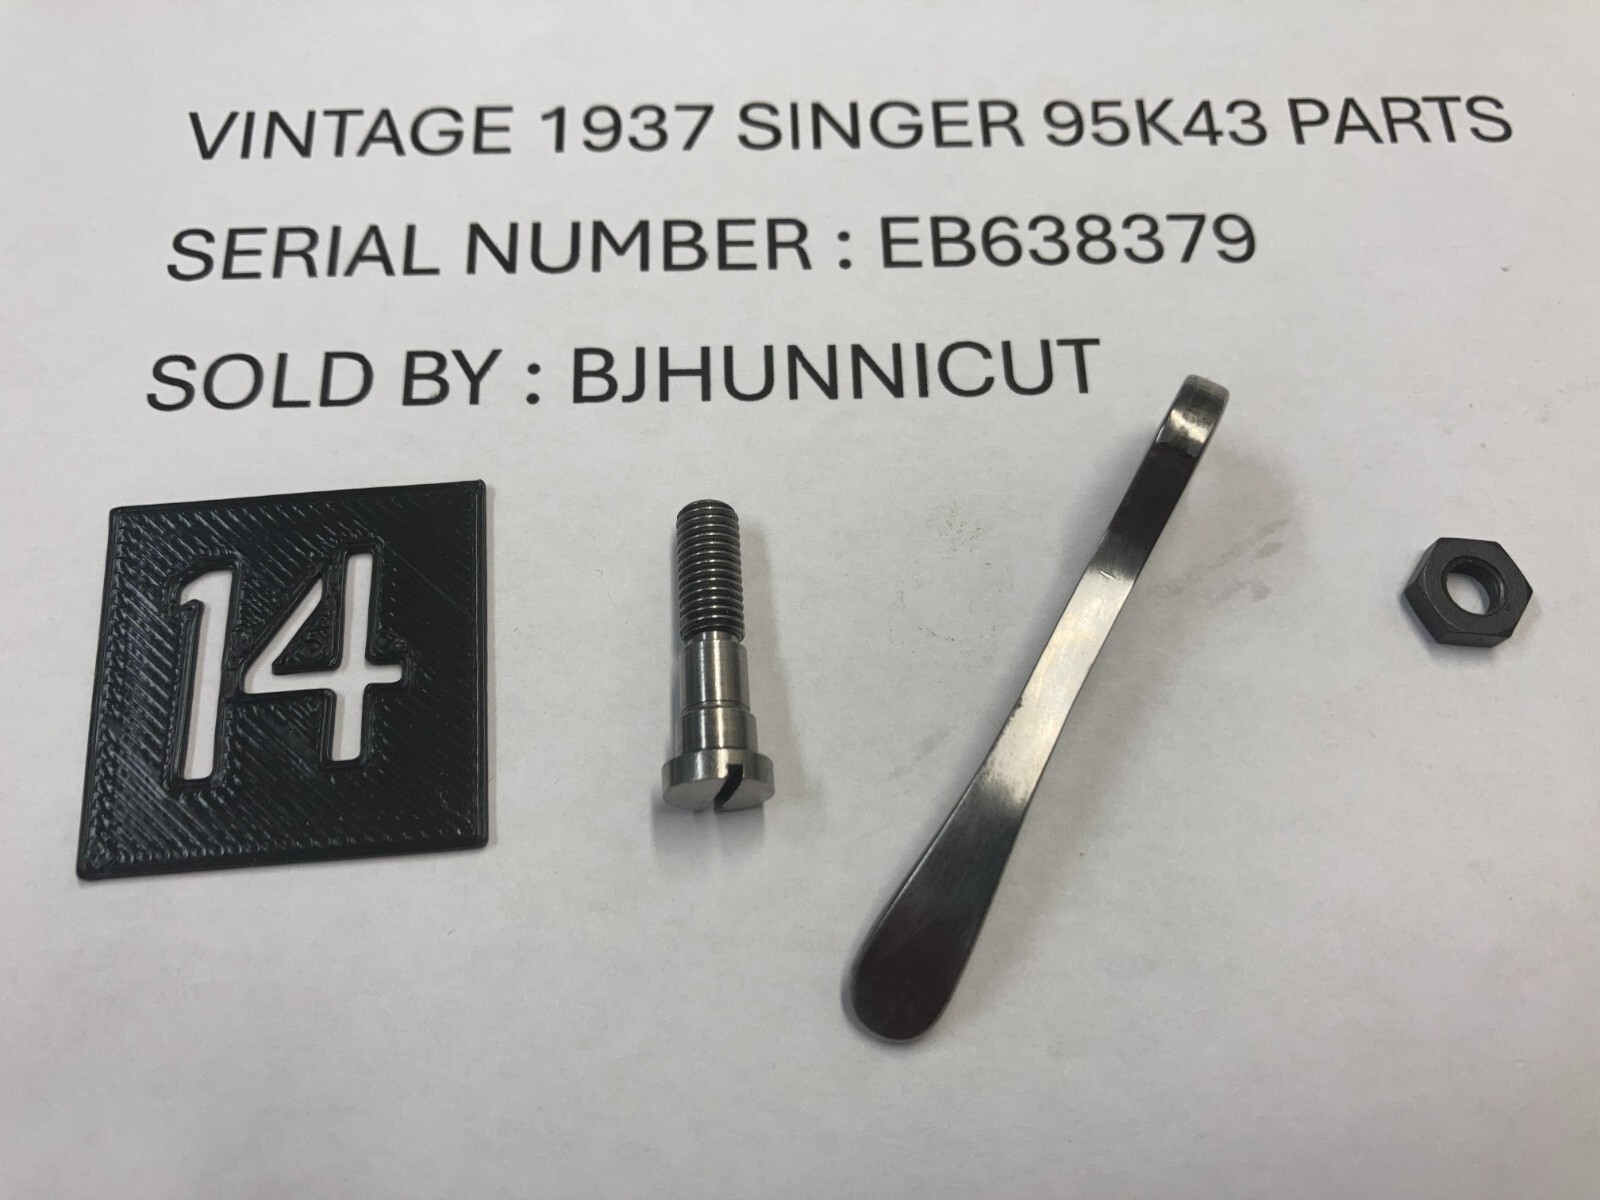 VINTAGE 1937 SINGER 95K43 PARTS
SERIAL NUMBER : EB638379
SOLD BY : BJHUNNICUT
14